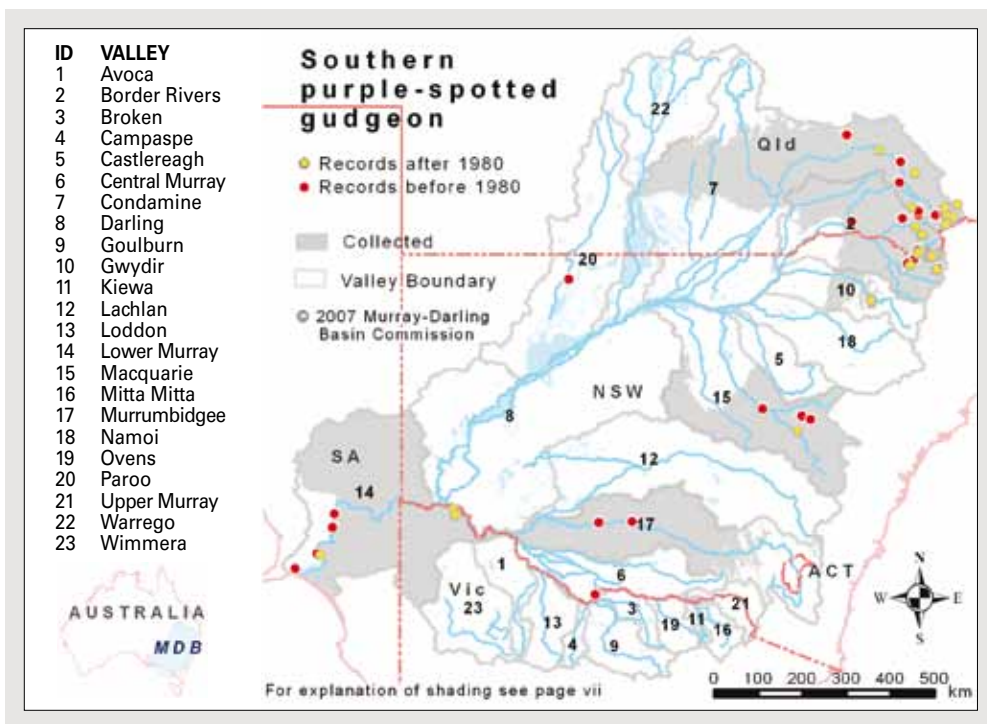 ID VALLEY
1 Avoca
2 Border Rivers
3 Broken
4 Campaspe
5 Castlereagh
6 Central Murray
7 Condamine
8 Darling
9 Goulburn
10 Gwydir
11 Kiewa
12 Lachlan
13 Loddon
14 Lower Murray
15 Macquarie
16 Mitta Mitta
17 Murrumbidgee
18 Namoi
19 Ovens
20 Paroo
21 Upper Murray
22 Warrego
23 Wimmera
AUSTRALIA
MDB
Southern
purple-spotted
gudgeon
Records after 1980
Records before 1980
Collected
Valley Boundary
© 2007 Murray-Darling
Basin Commission
22
Qld
7
2
20
10
18
5
NSW
15
8
SA
12
14
17
ACT
1
6
Vic
23
3
21
13
19
11
16
4
9
N
W E
S
For explanation of shading see page vii
0 100 200 300 400 500
km